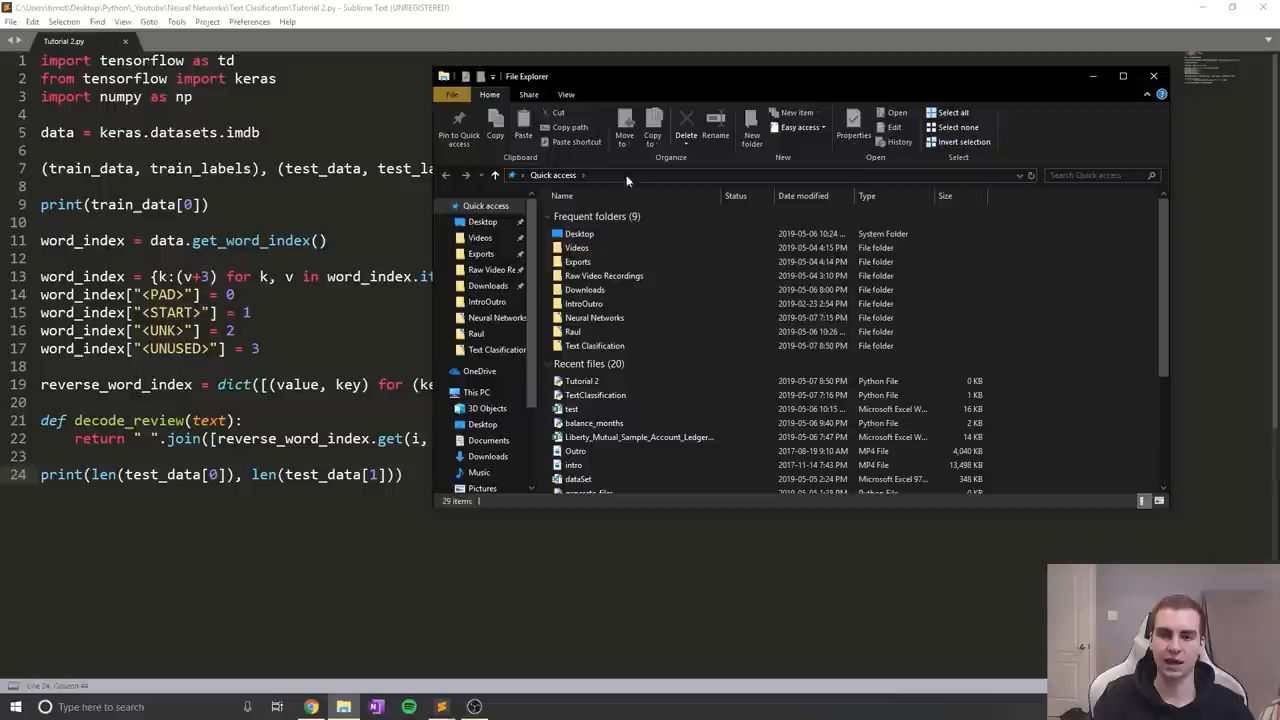 C:\Users\timot\Desktop\Python\_Youtube\Neural Networks\Text Clasification\Tutorial 2.py - Sublime Text (UNREGISTERED)
File Edit Selection Find View Goto Tools Project Preferences Help
Tutorial 2.py
1 import tensorflow as td
2 from tensorflow import keras
3 import numpy as np
4
5 data = keras.datasets.imdb
6
7 (train_data, train_labels), (test_data, test_la
8
9 print(train_data[0])
10
11 word_index = data.get_word_index()
12
13 word_index = {k:(v+3) for k, v in word_index.it
14 word_index["<PAD>"] = 0
15 word_index["<START>"] = 1
16 word_index["<UNK>"] = 2
17 word_index["<UNUSED>"] = 3
18
19 reverse_word_index = dict([(value, key) for (ke
20
21 def decode_review(text):
22 return " ".join([reverse_word_index.get(i,
23
24 print(len(test_data[0]), len(test_data[1]))
File Explorer
File Home Share View
Pin to Quick access
Copy
Paste
Cut
Copy path
Paste shortcut
Clipboard
Move to
Copy to
Delete
Rename
Organize
New folder
New item
Easy access
New
Properties
Open
Edit
History
Open
Select all
Select none
Invert selection
Select
Quick access
Search Quick access
Name Status Date modified Type Size
Quick access
Desktop
Videos
Exports
Raw Video Re
Downloads
IntroOutro
Neural Networks
Raul
Text Clasification
OneDrive
This PC
3D Objects
Desktop
Documents
Downloads
Music
Pictures
Frequent folders (9)
Desktop 2019-05-06 10:24 ... System Folder
Videos 2019-05-04 4:15 PM File folder
Exports 2019-05-04 4:14 PM File folder
Raw Video Recordings 2019-05-04 3:10 PM File folder
Downloads 2019-05-06 8:00 PM File folder
IntroOutro 2019-02-23 2:54 PM File folder
Neural Networks 2019-05-07 7:15 PM File folder
Raul 2019-05-06 10:26 ... File folder
Text Clasification 2019-05-07 8:50 PM File folder
Recent files (20)
Tutorial 2 2019-05-07 8:50 PM Python File 0 KB
TextClassification 2019-05-07 7:16 PM Python File 1 KB
test 2019-05-06 10:15 ... Microsoft Excel W... 16 KB
balance_months 2019-05-06 9:40 PM Python File 2 KB
Liberty_Mutual_Sample_Account_Ledger... 2019-05-06 7:47 PM Microsoft Excel W... 14 KB
Outro 2017-08-19 9:10 AM MP4 File 4,040 KB
intro 2017-11-14 7:43 PM MP4 File 13,498 KB
dataSet 2019-05-05 2:24 PM Microsoft Excel 97... 348 KB
29 items
Type here to search